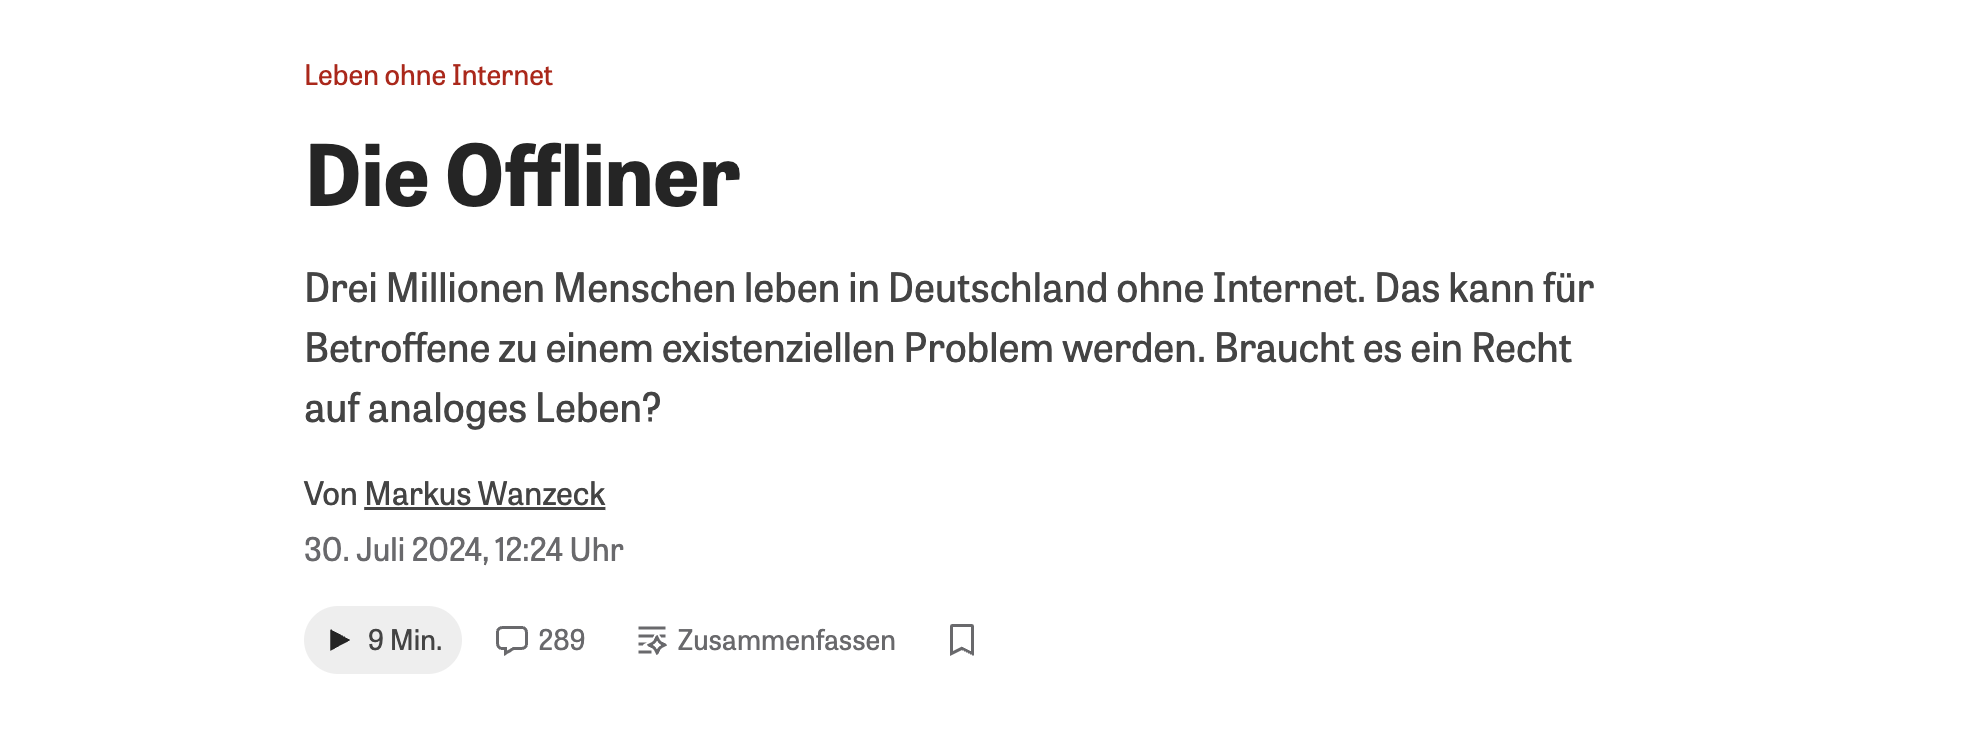 Leben ohne Internet
Die Offliner
Drei Millionen Menschen leben in Deutschland ohne Internet. Das kann für
Betroffene zu einem existenziellen Problem werden. Braucht es ein Recht
auf analoges Leben?
Von Markus Wanzeck
30. Juli 2024, 12:24 Uhr
9 Min. 289 Zusammenfassen